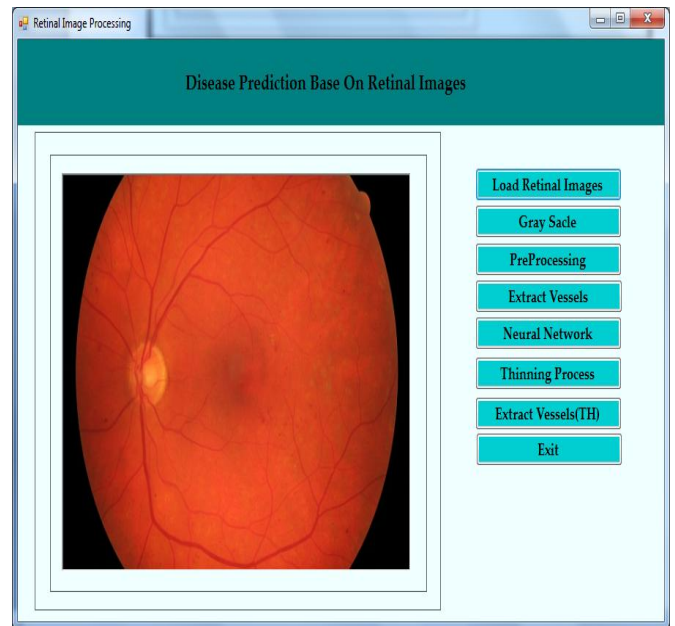 Retinal Image Processing
Disease Prediction Base On Retinal Images
Load Retinal Images
Gray Sacle
PreProcessing
Extract Vessels
Neural Network
Thinning Process
Extract Vessels(TH)
Exit